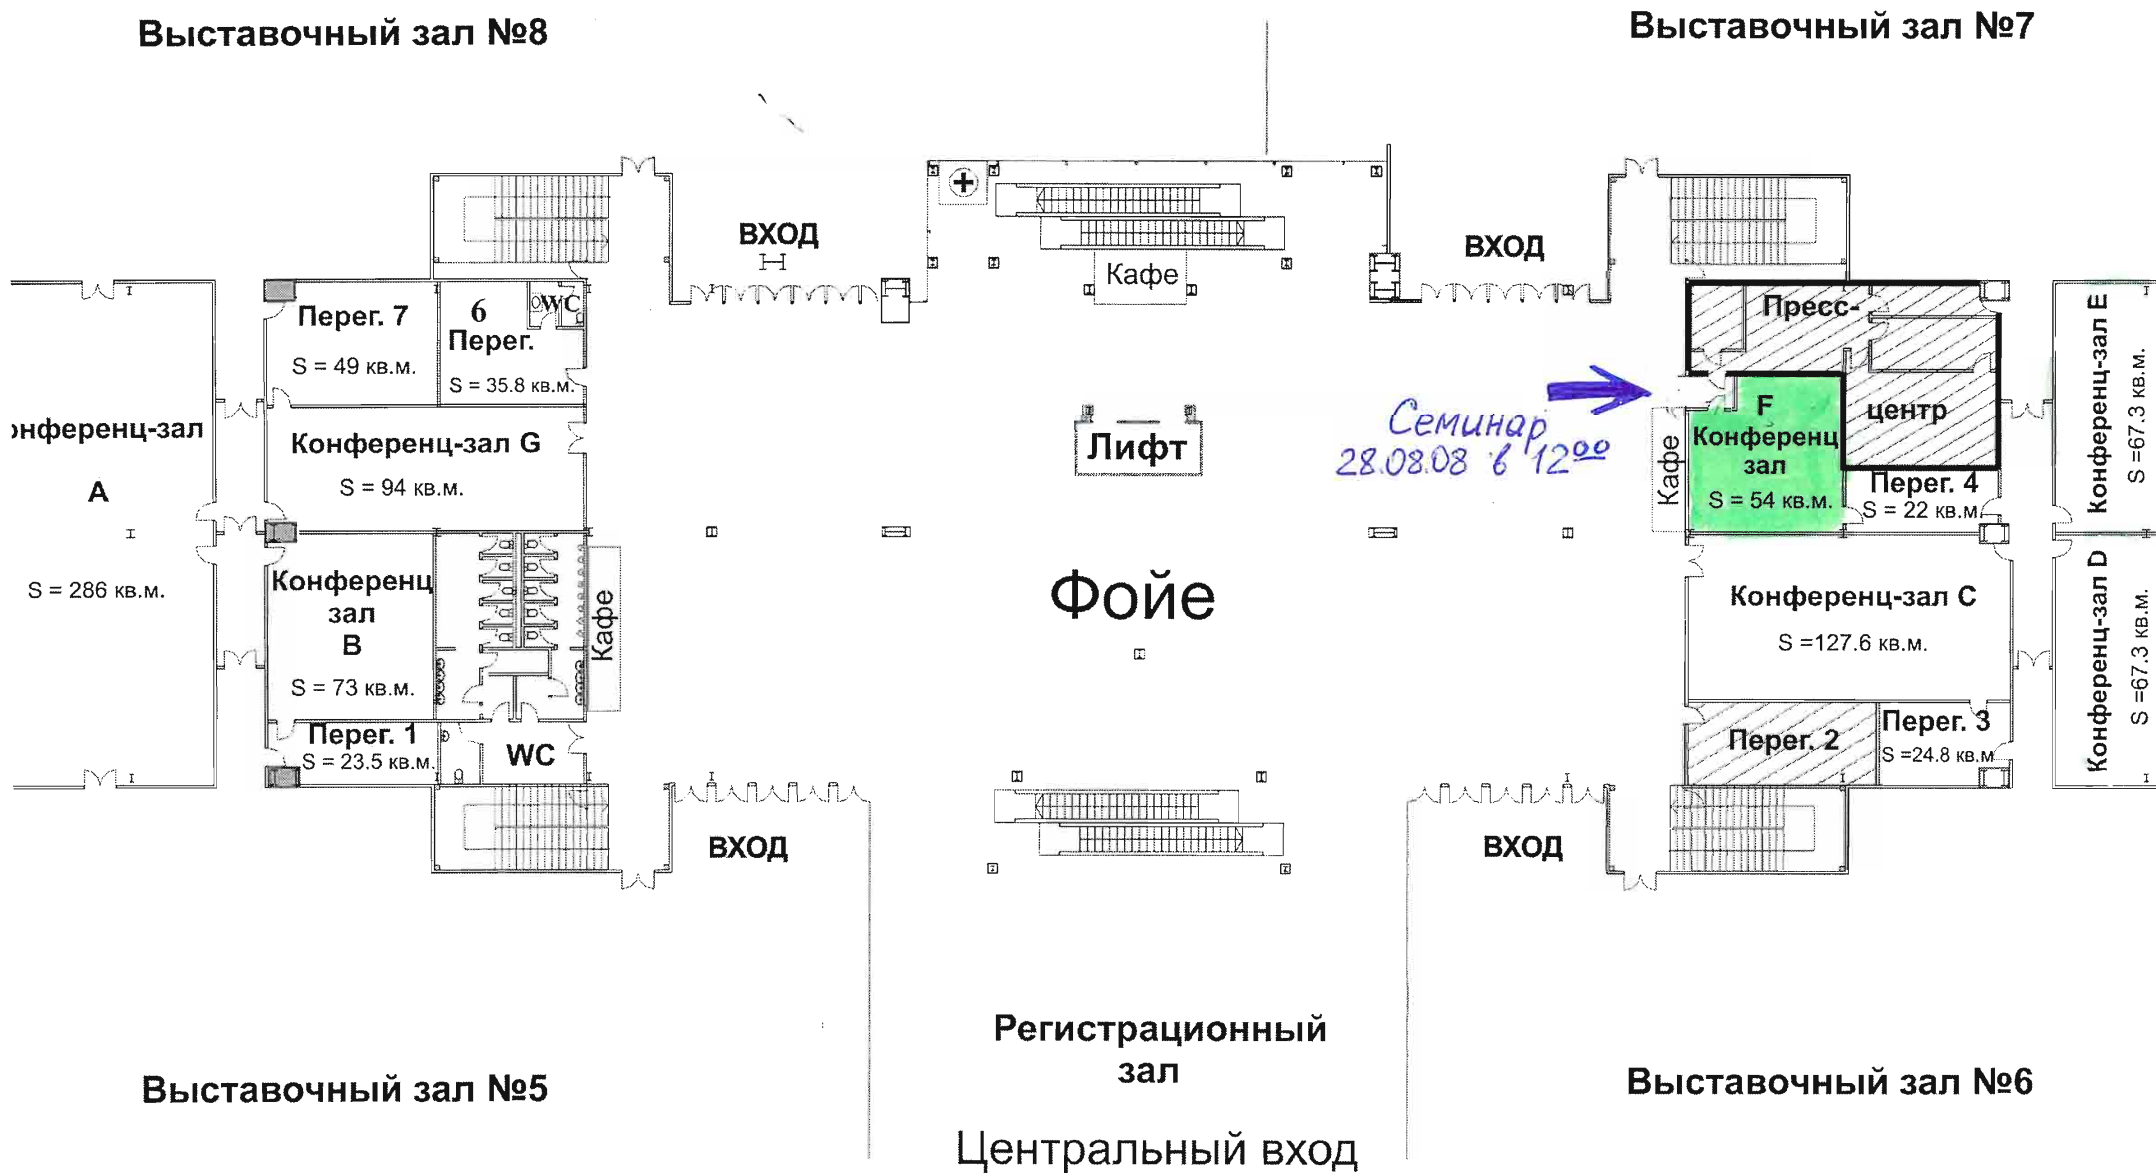 Выставочный зал №8
Выставочный зал №7
ВХОД
ВХОД
Кафе
Перег. 7
S = 49 кв.м.
6
Перег.
S = 35.8 кв.м.
WC
Пресс-
центр
Конференц-зал E
S =67.3 кв.м.
онференц-зал
A
S = 286 кв.м.
Конференц-зал G
S = 94 кв.м.
Лифт
Семинар
28.08.08 в 12⁰⁰
Кафе
F
Конференц
зал
S = 54 кв.м.
Перег. 4
S = 22 кв.м
Конференц
зал
B
S = 73 кв.м.
Кафе
Фойе
Конференц-зал C
S =127.6 кв.м.
Конференц-зал D
S =67.3 кв.м.
Перег. 1
S = 23.5 кв.м.
WC
Перег. 2
Перег. 3
S =24.8 кв.м
ВХОД
ВХОД
Регистрационный
зал
Выставочный зал №5
Выставочный зал №6
Центральный вход